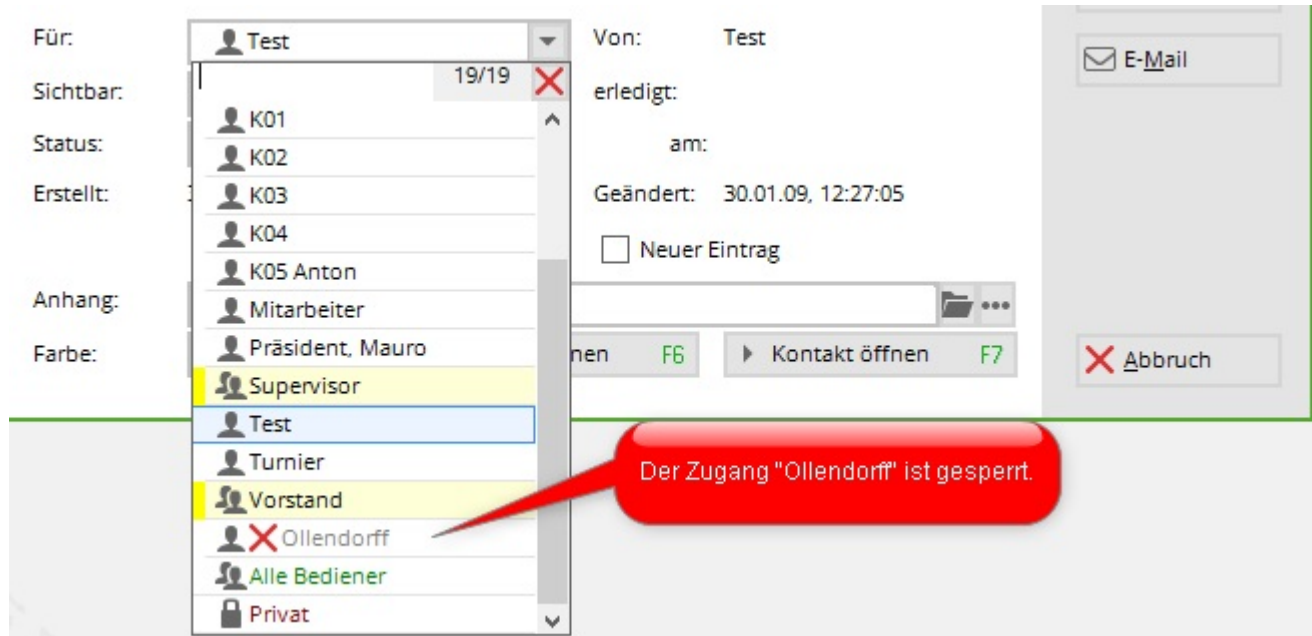 Für: Test Von: Test
E-Mail
19/19
Sichtbar: erledigt:
K01
Status: am:
K02
Erstellt: Geändert: 30.01.09, 12:27:05
K03
K04
Neuer Eintrag
K05 Anton
Anhang:
Mitarbeiter
Farbe: nen F6 Kontakt öffnen F7 Abbruch
Präsident, Mauro
Supervisor
Test
Turnier
Der Zugang "Ollendorff" ist gesperrt.
Vorstand
Ollendorff
Alle Bediener
Privat